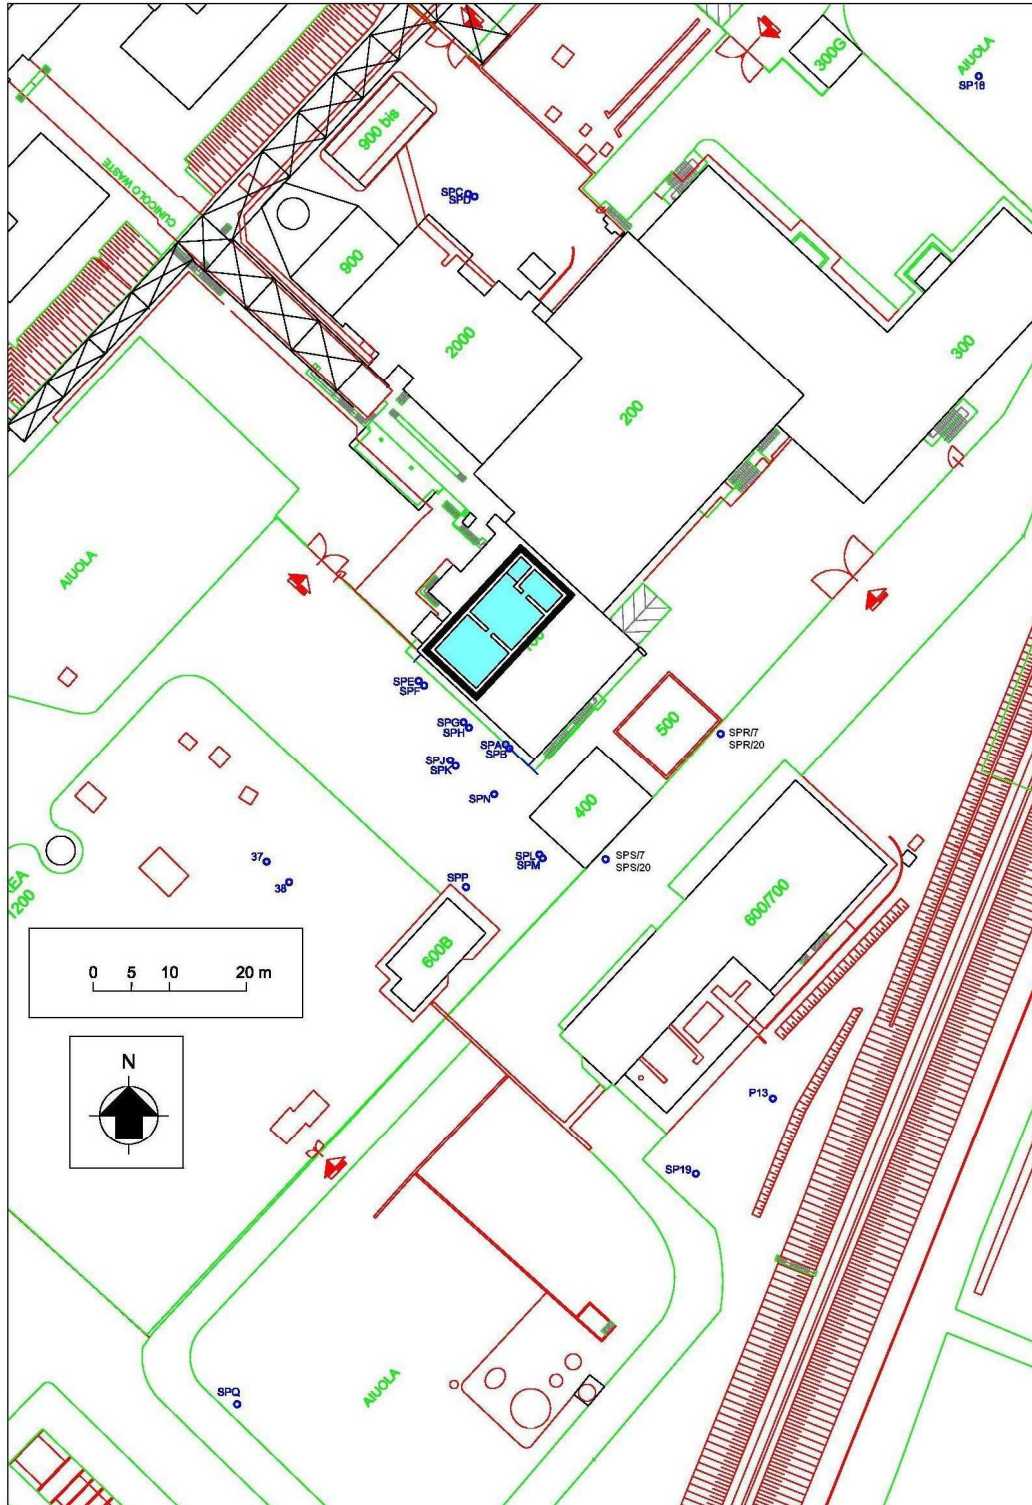 300G
AIUOLA
SP18
900 bis
CUNICOLO WASTE
SPC
SPD
900
2000
300
200
AIUOLA
SPE
SPF
500
SPG
SPH
SPR/7
SPR/20
SPA
SPB
SPJ
SPK
SPN
400
37
SPL
SPM
SPS/7
SPS/20
38
SPP
1200
600/700
600B
0 5 10 20 m
N
P13
SP19
AIUOLA
SPQ